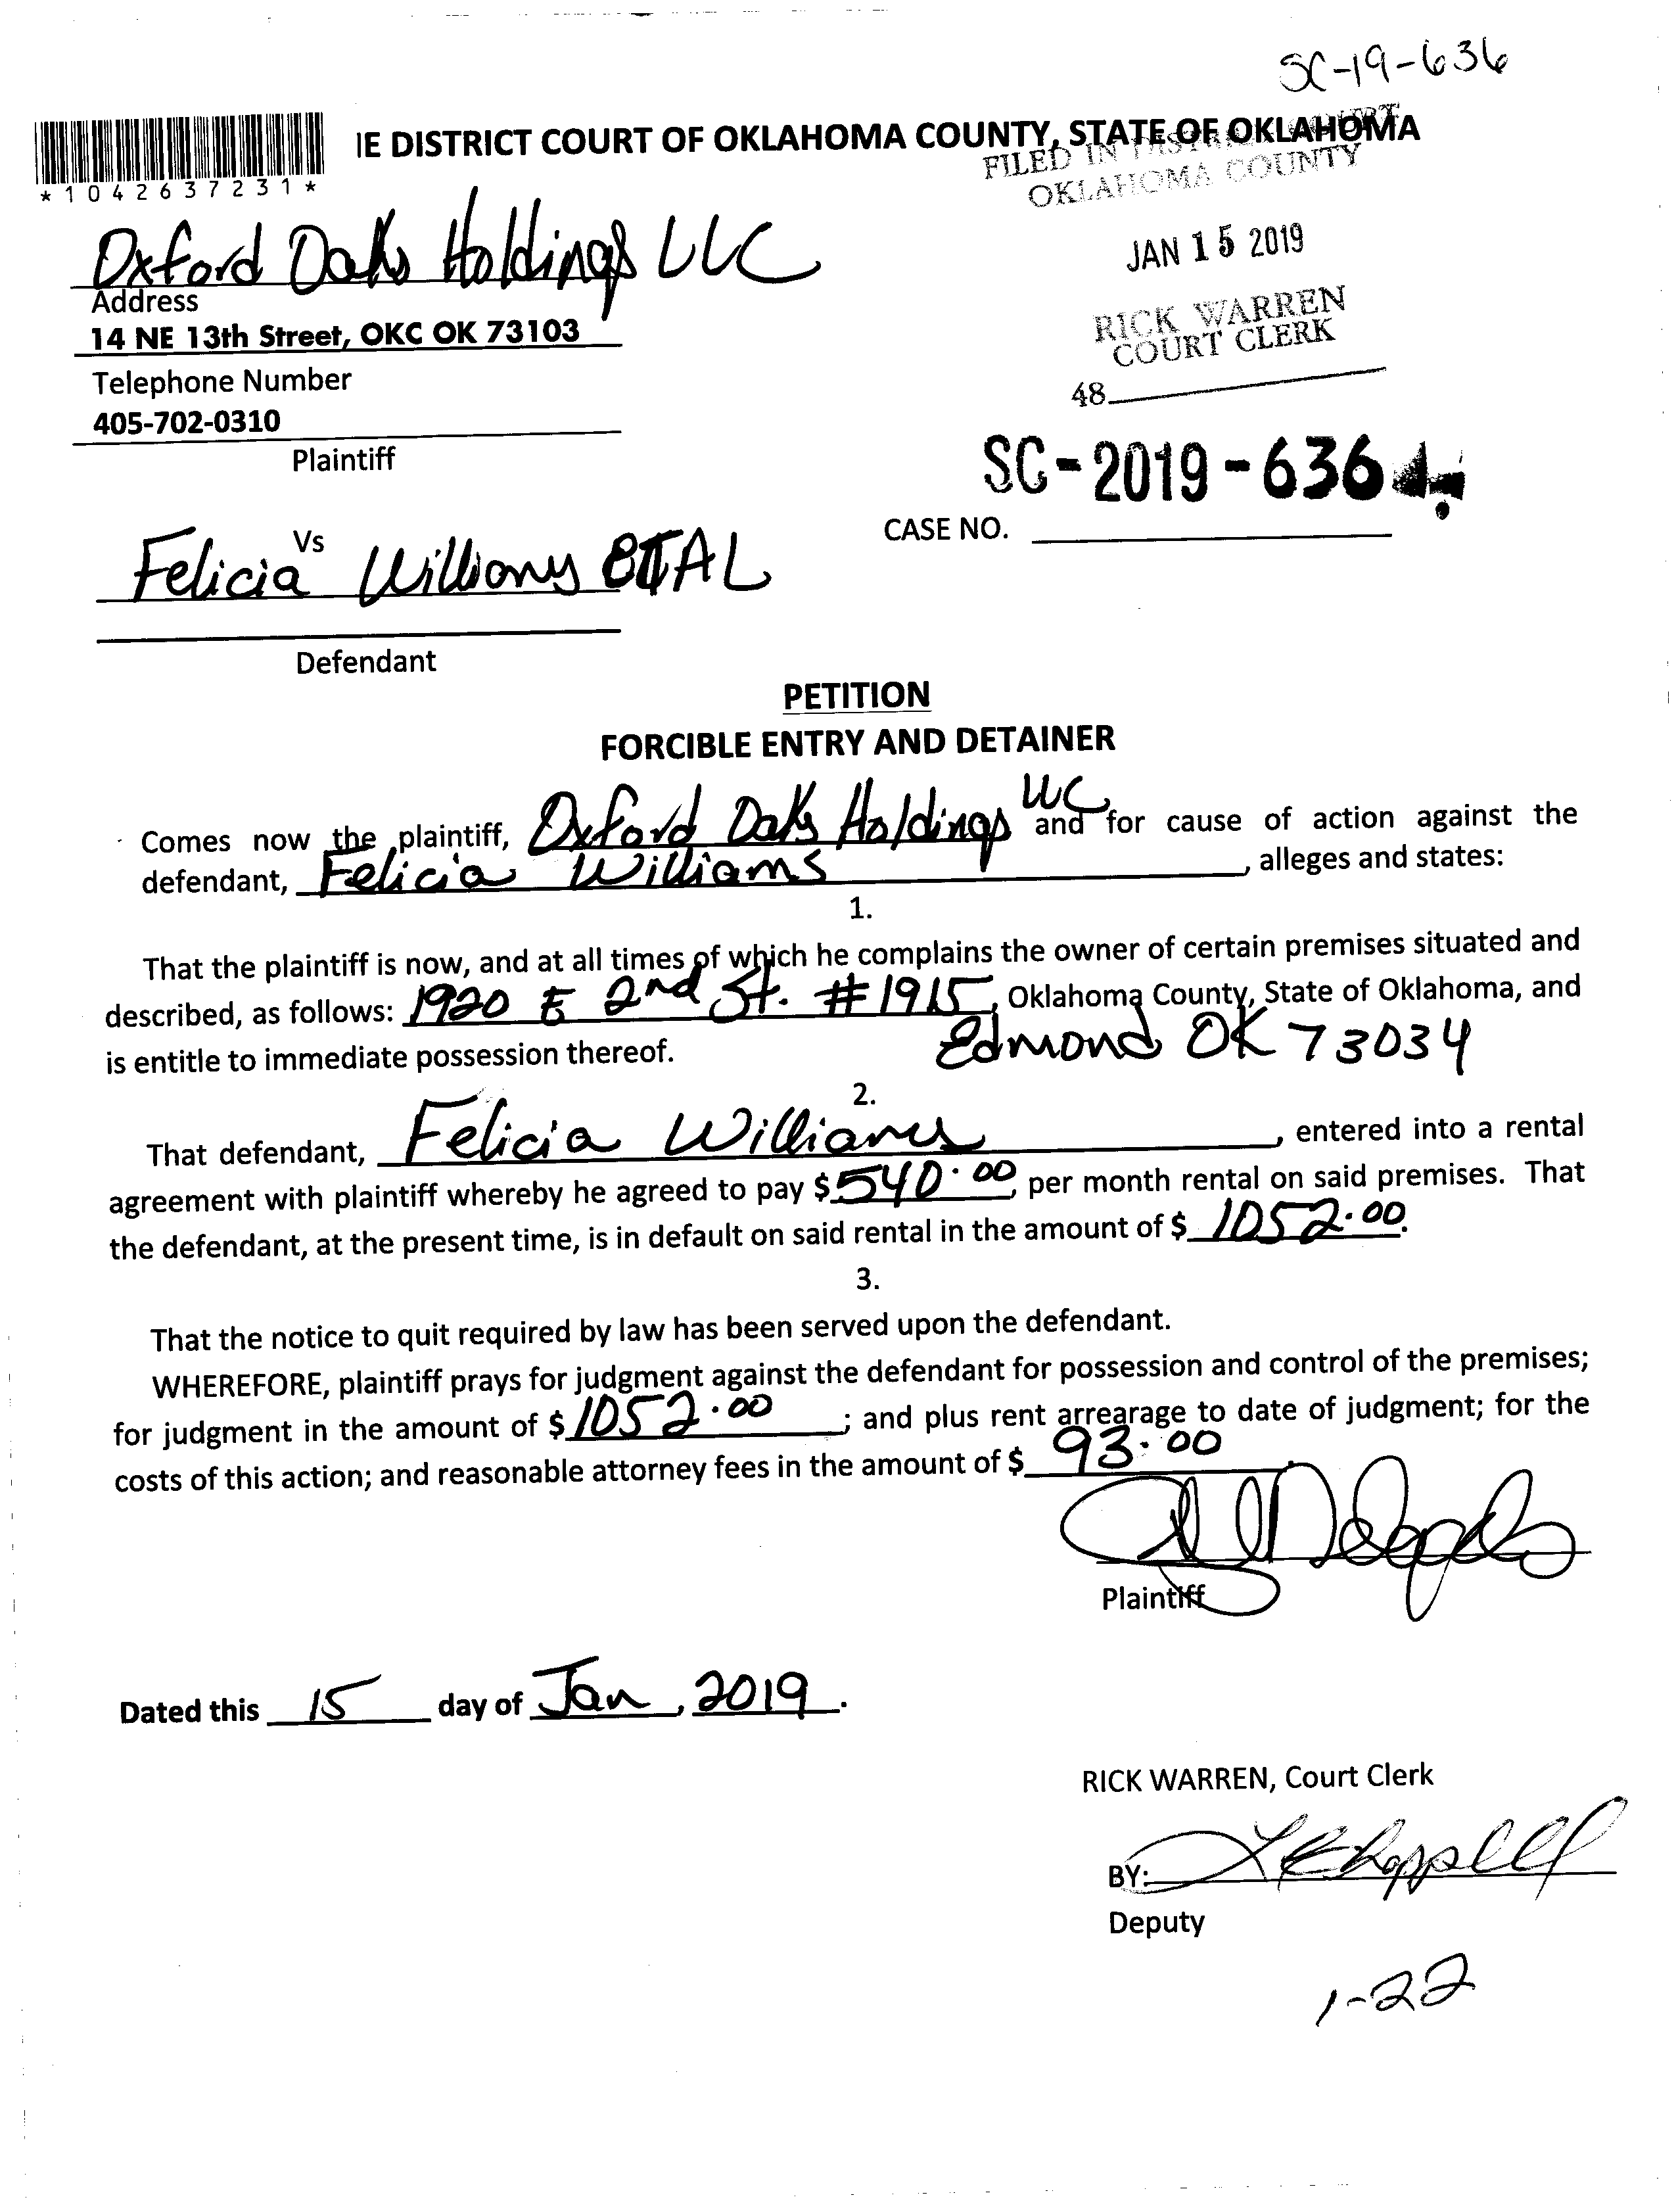 SC-19-636
IE DISTRICT COURT OF OKLAHOMA COUNTY, STATE OF OKLAHOMA
*1042637231*
FILED IN DISTRICT COURT
OKLAHOMA COUNTY
Oxford Oaks Holdings LLC
JAN 15 2019
Address
14 NE 13th Street, OKC OK 73103
RICK WARREN
COURT CLERK
Telephone Number
48
405-702-0310
Plaintiff
SC-2019-636
CASE NO.
Vs
Felicia Williams ETAL
Defendant
PETITION
FORCIBLE ENTRY AND DETAINER
Comes now the plaintiff, Oxford Oaks Holdings LLC and for cause of action against the
defendant, Felicia Williams, alleges and states:
1.
That the plaintiff is now, and at all times of which he complains the owner of certain premises situated and
described, as follows: 1920 E 2nd St. #1915, Oklahoma County, State of Oklahoma, and
is entitle to immediate possession thereof. Edmond OK 73034
2.
That defendant, Felicia Williams, entered into a rental
agreement with plaintiff whereby he agreed to pay $540.00, per month rental on said premises. That
the defendant, at the present time, is in default on said rental in the amount of $ 1052.00.
3.
That the notice to quit required by law has been served upon the defendant.
WHEREFORE, plaintiff prays for judgment against the defendant for possession and control of the premises;
for judgment in the amount of $1052.00; and plus rent arrearage to date of judgment; for the
costs of this action; and reasonable attorney fees in the amount of $ 93.00
Plaintiff
Dated this 15 day of Jan, 2019.
RICK WARREN, Court Clerk
BY:
Deputy
1-22